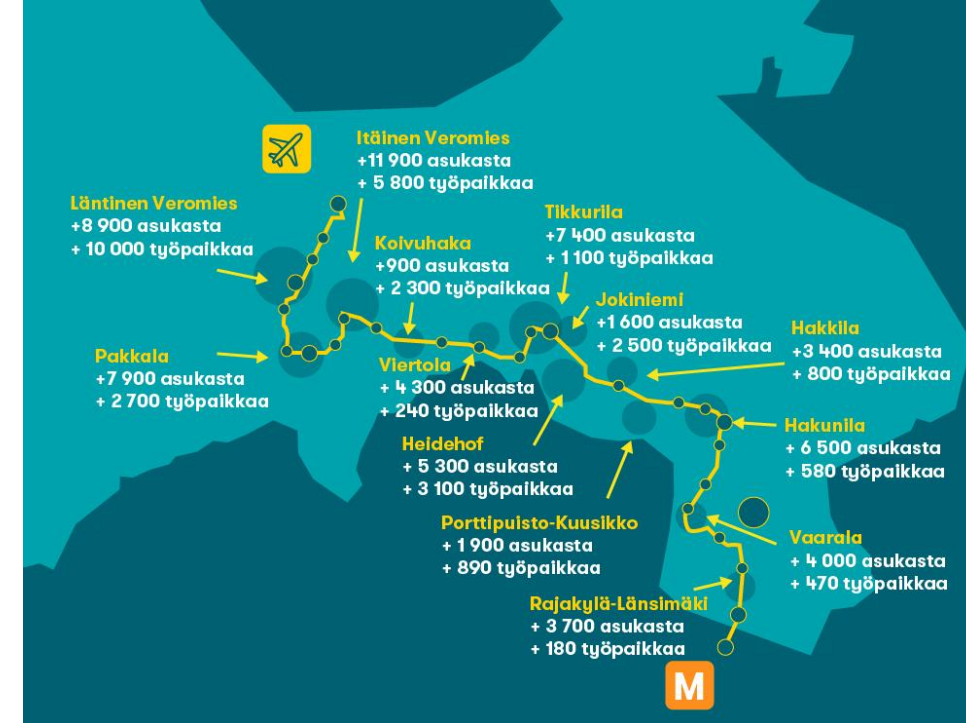 Itäinen Veromies
+11 900 asukasta
+ 5 800 työpaikkaa
Läntinen Veromies
+8 900 asukasta
+ 10 000 työpaikkaa
Tikkurila
+7 400 asukasta
+ 1 100 työpaikkaa
Koivuhaka
+900 asukasta
+ 2 300 työpaikkaa
Jokiniemi
+1 600 asukasta
+ 2 500 työpaikkaa
Hakkila
+3 400 asukasta
+ 800 työpaikkaa
Pakkala
+7 900 asukasta
+ 2 700 työpaikkaa
Viertola
+ 4 300 asukasta
+ 240 työpaikkaa
Hakunila
+ 6 500 asukasta
+ 580 työpaikkaa
Heidehof
+ 5 300 asukasta
+ 3 100 työpaikkaa
Porttipuisto-Kuusikko
+ 1 900 asukasta
+ 890 työpaikkaa
Vaarala
+ 4 000 asukasta
+ 470 työpaikkaa
Rajakylä-Länsimäki
+ 3 700 asukasta
+ 180 työpaikkaa
M